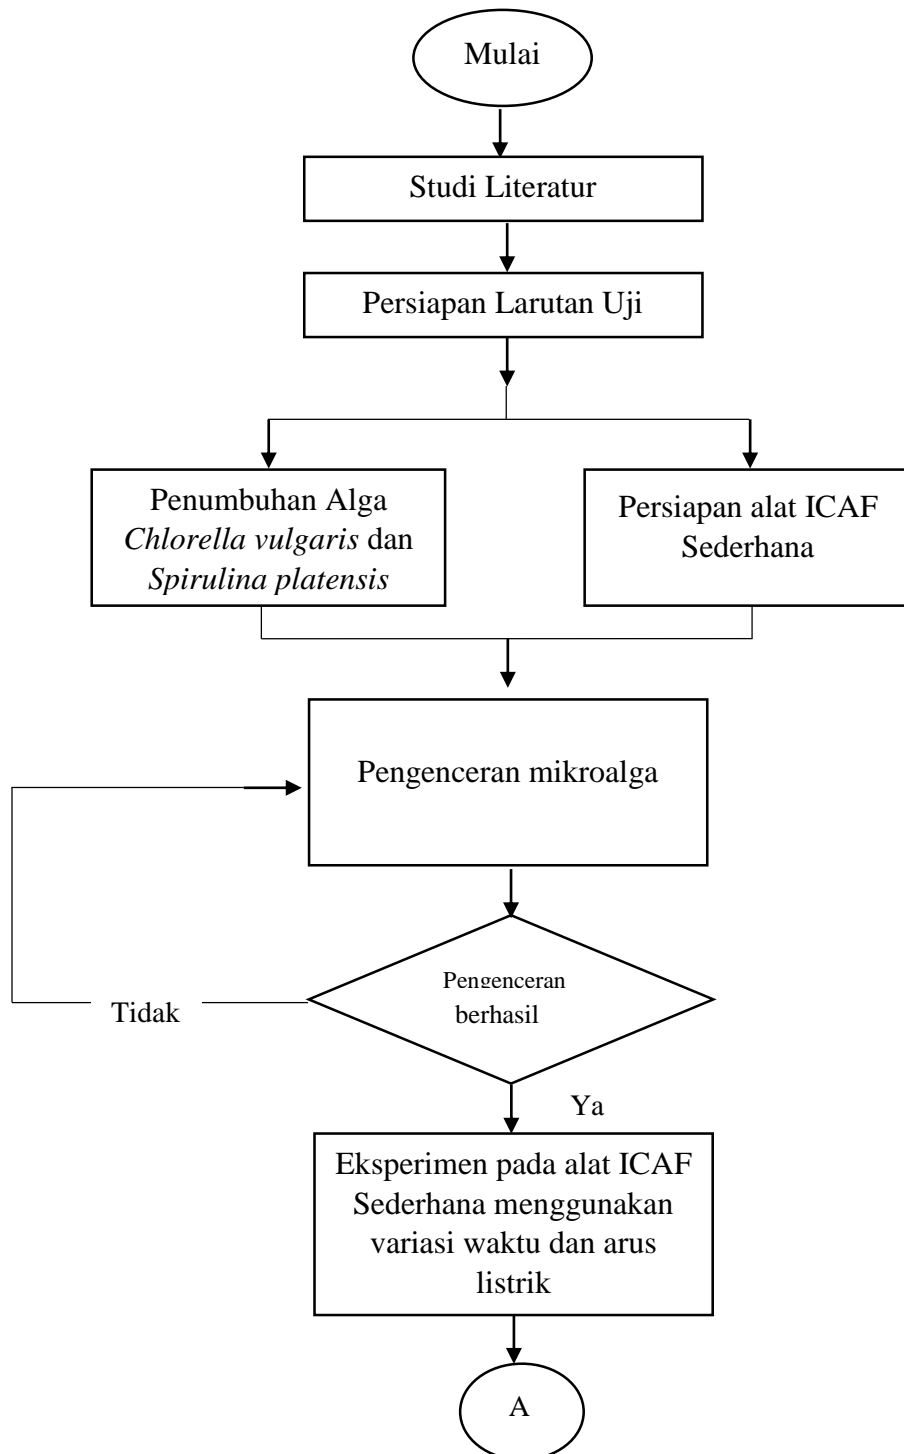 Mulai
Studi Literatur
Persiapan Larutan Uji
Penumbuhan Alga
Chlorella vulgaris dan
Spirulina platensis
Persiapan alat ICAF
Sederhana
Pengenceran mikroalga
Pengenceran
berhasil
Tidak
Ya
Eksperimen pada alat ICAF
Sederhana menggunakan
variasi waktu dan arus
listrik
A